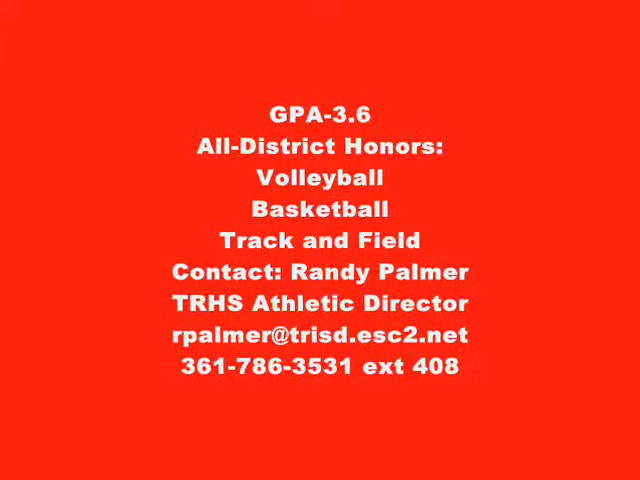 GPA-3.6
All-District Honors:
Volleyball
Basketball
Track and Field
Contact: Randy Palmer
TRHS Athletic Director
rpalmer@trisd.esc2.net
361-786-3531 ext 408